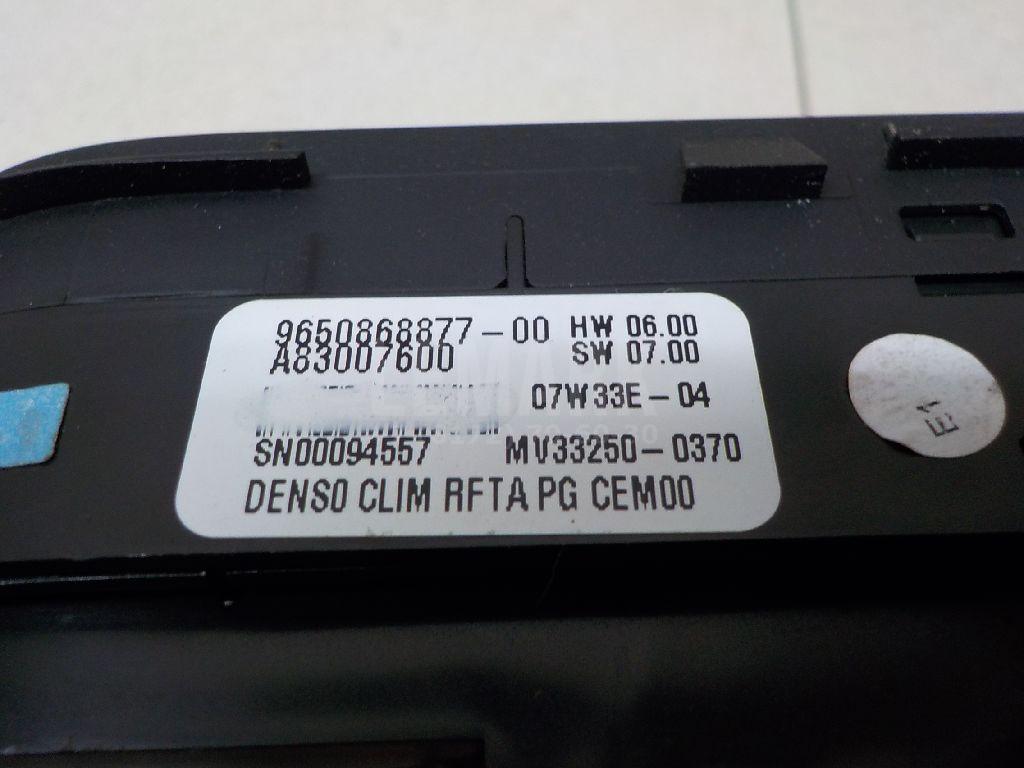 9650868877-00 HW 06.00
A83007600 SW 07.00
07W33E-04
SN00094557 MV33250-0370
DENSO CLIM RFTA PG CEM00
E1